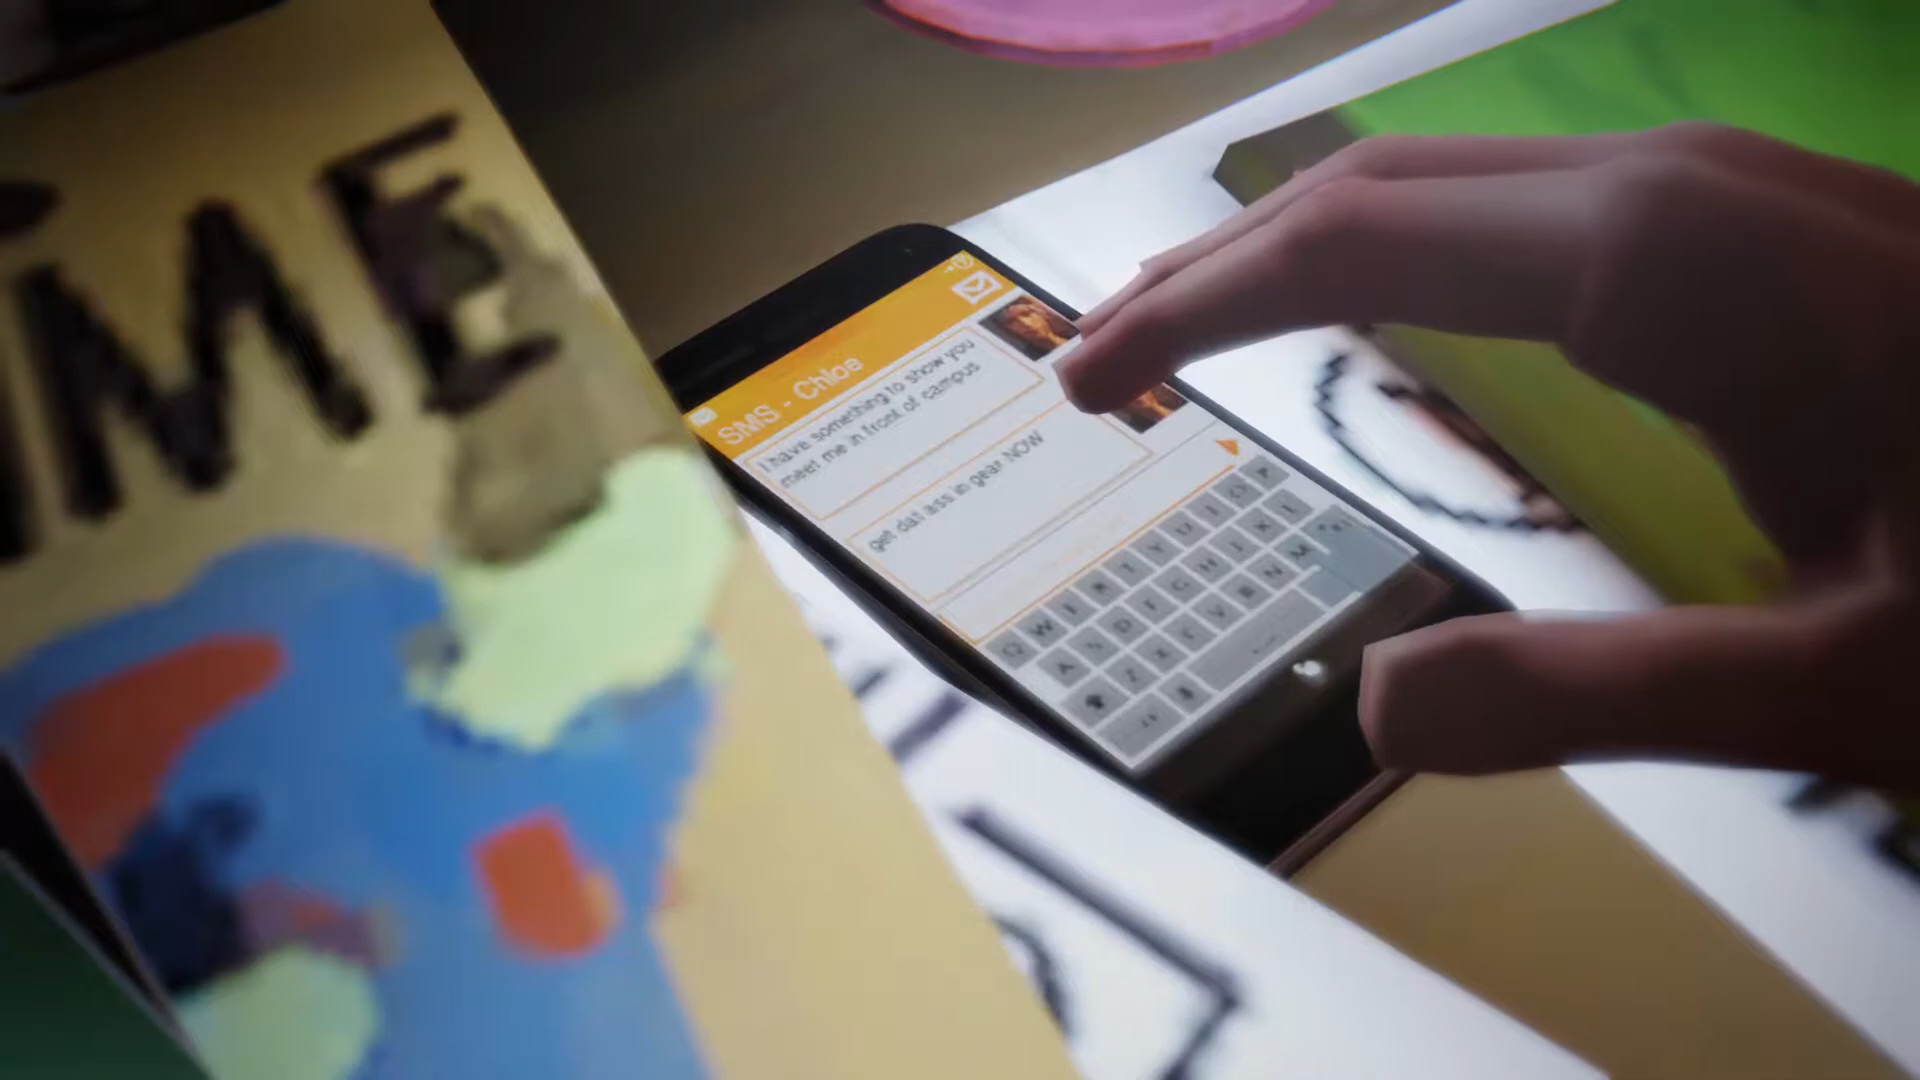 ME
SMS - Chloe
I have something to show you
meet me in front of campus
get dat ass in gear NOW
Q W E R T Y U I O P
A S D F G H J K L
Z X C V B N M